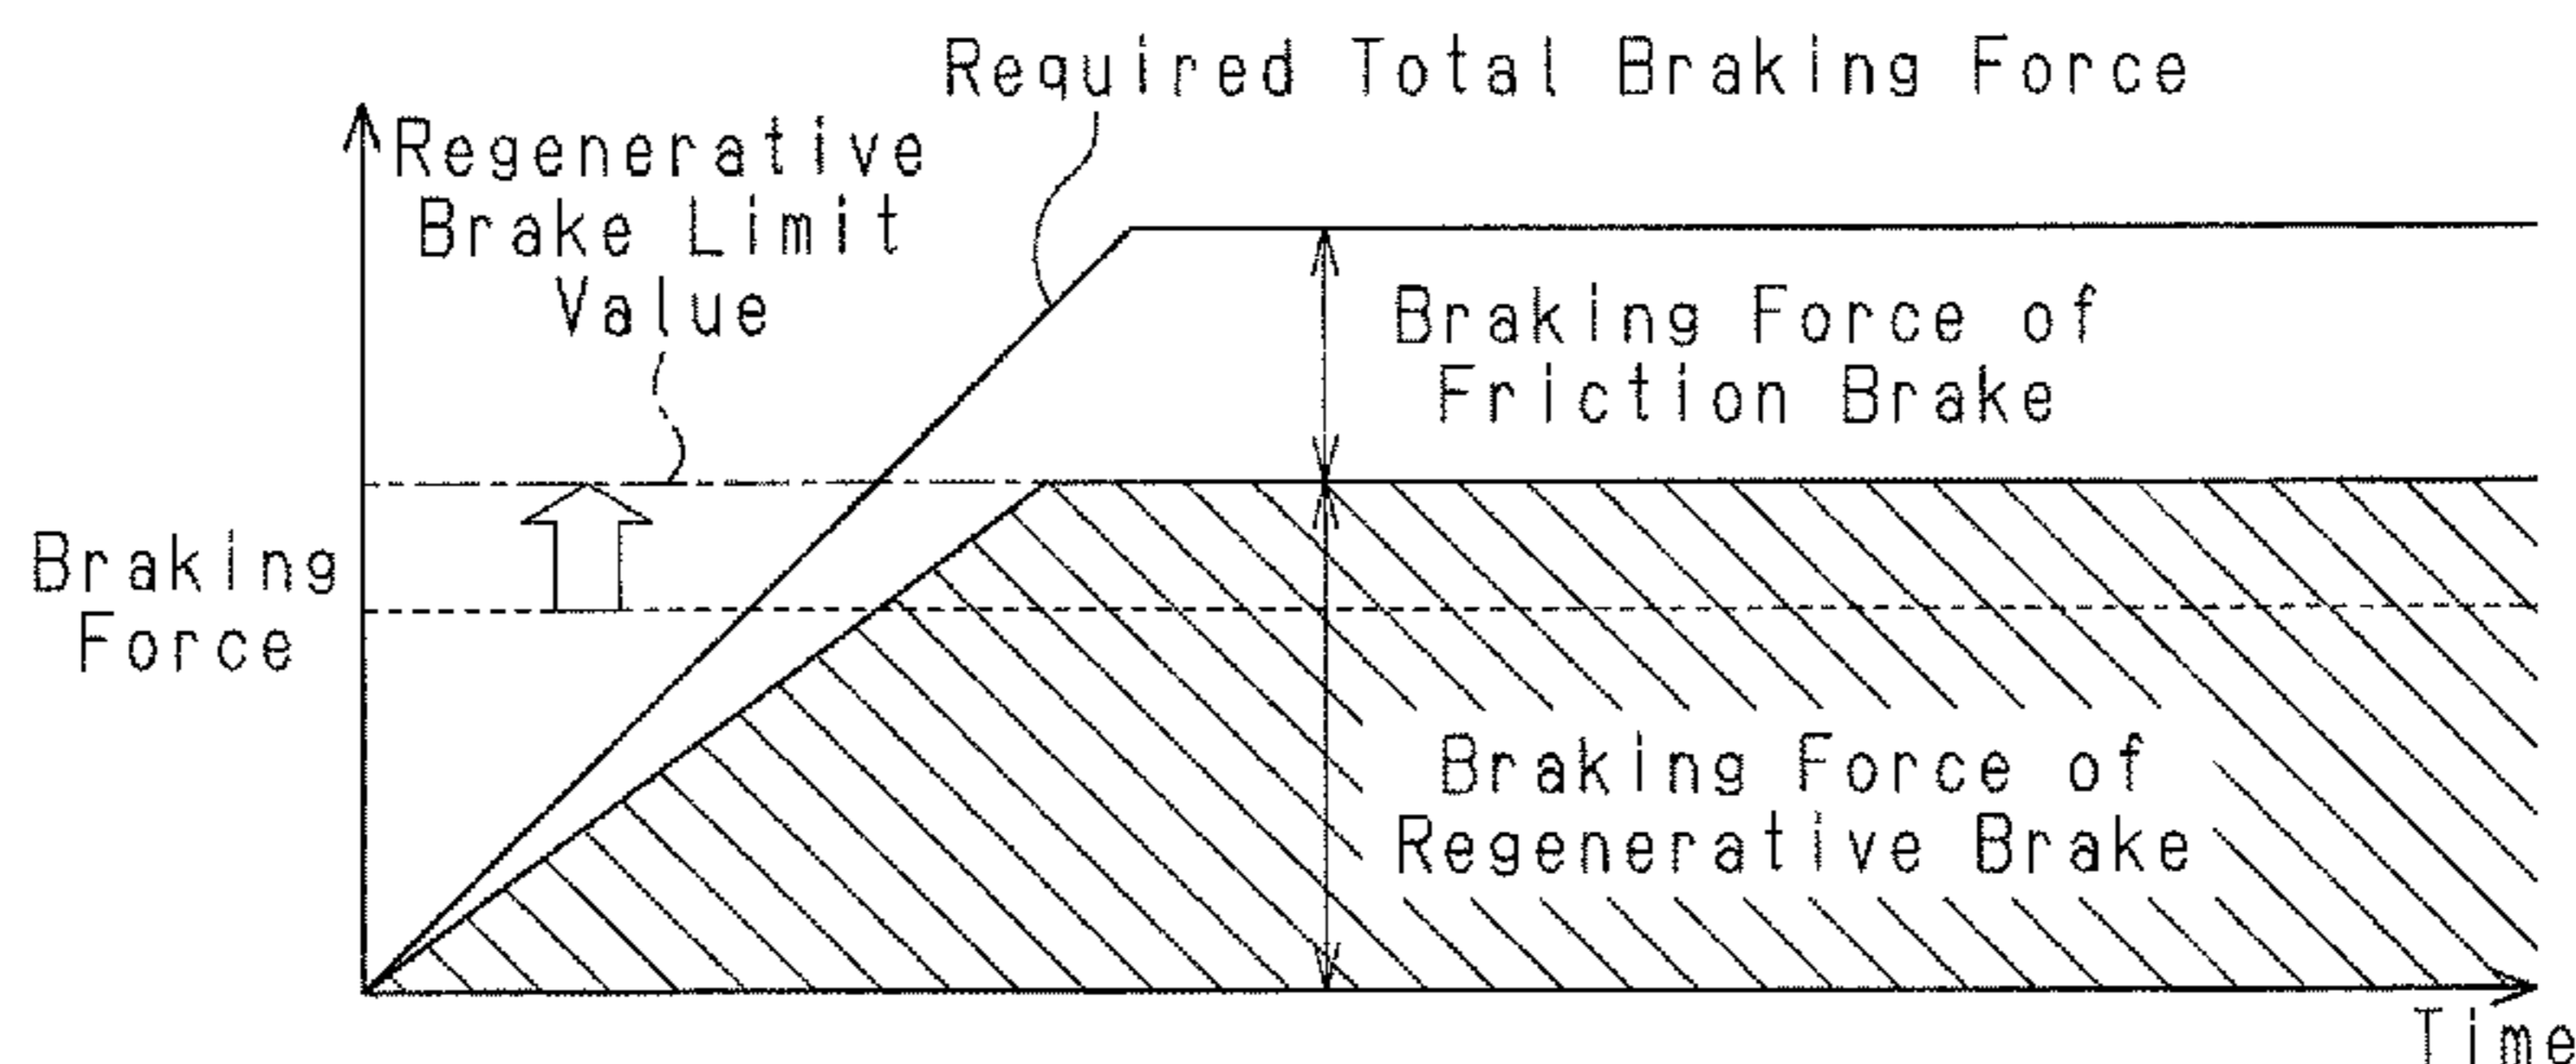 Required Total Braking Force
Regenerative
Brake Limit
Value
Braking Force of
Friction Brake
Braking
Force
Braking Force of
Regenerative Brake
Time